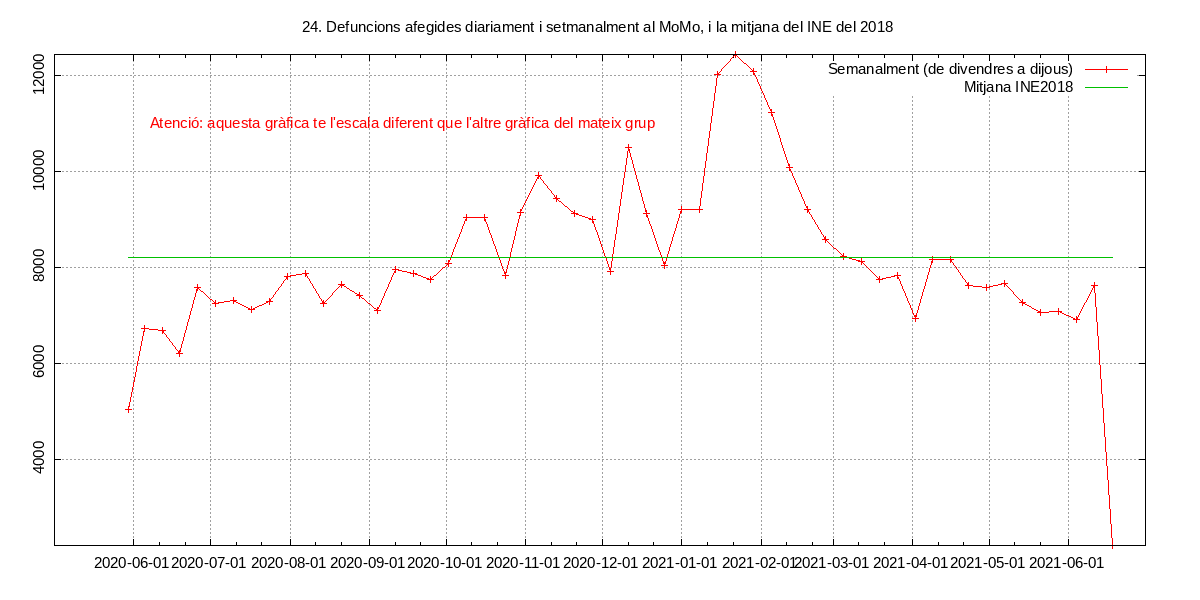 24. Defuncions afegides diariament i setmanalment al MoMo, i la mitjana del INE del 2018
Semanalment (de divendres a dijous)
Mitjana INE2018
Atenció: aquesta gràfica te l'escala diferent que l'altre gràfica del mateix grup
12000
10000
8000
6000
4000
2020-06-01 2020-07-01 2020-08-01 2020-09-01 2020-10-01 2020-11-01 2020-12-01 2021-01-01 2021-02-01 2021-03-01 2021-04-01 2021-05-01 2021-06-01